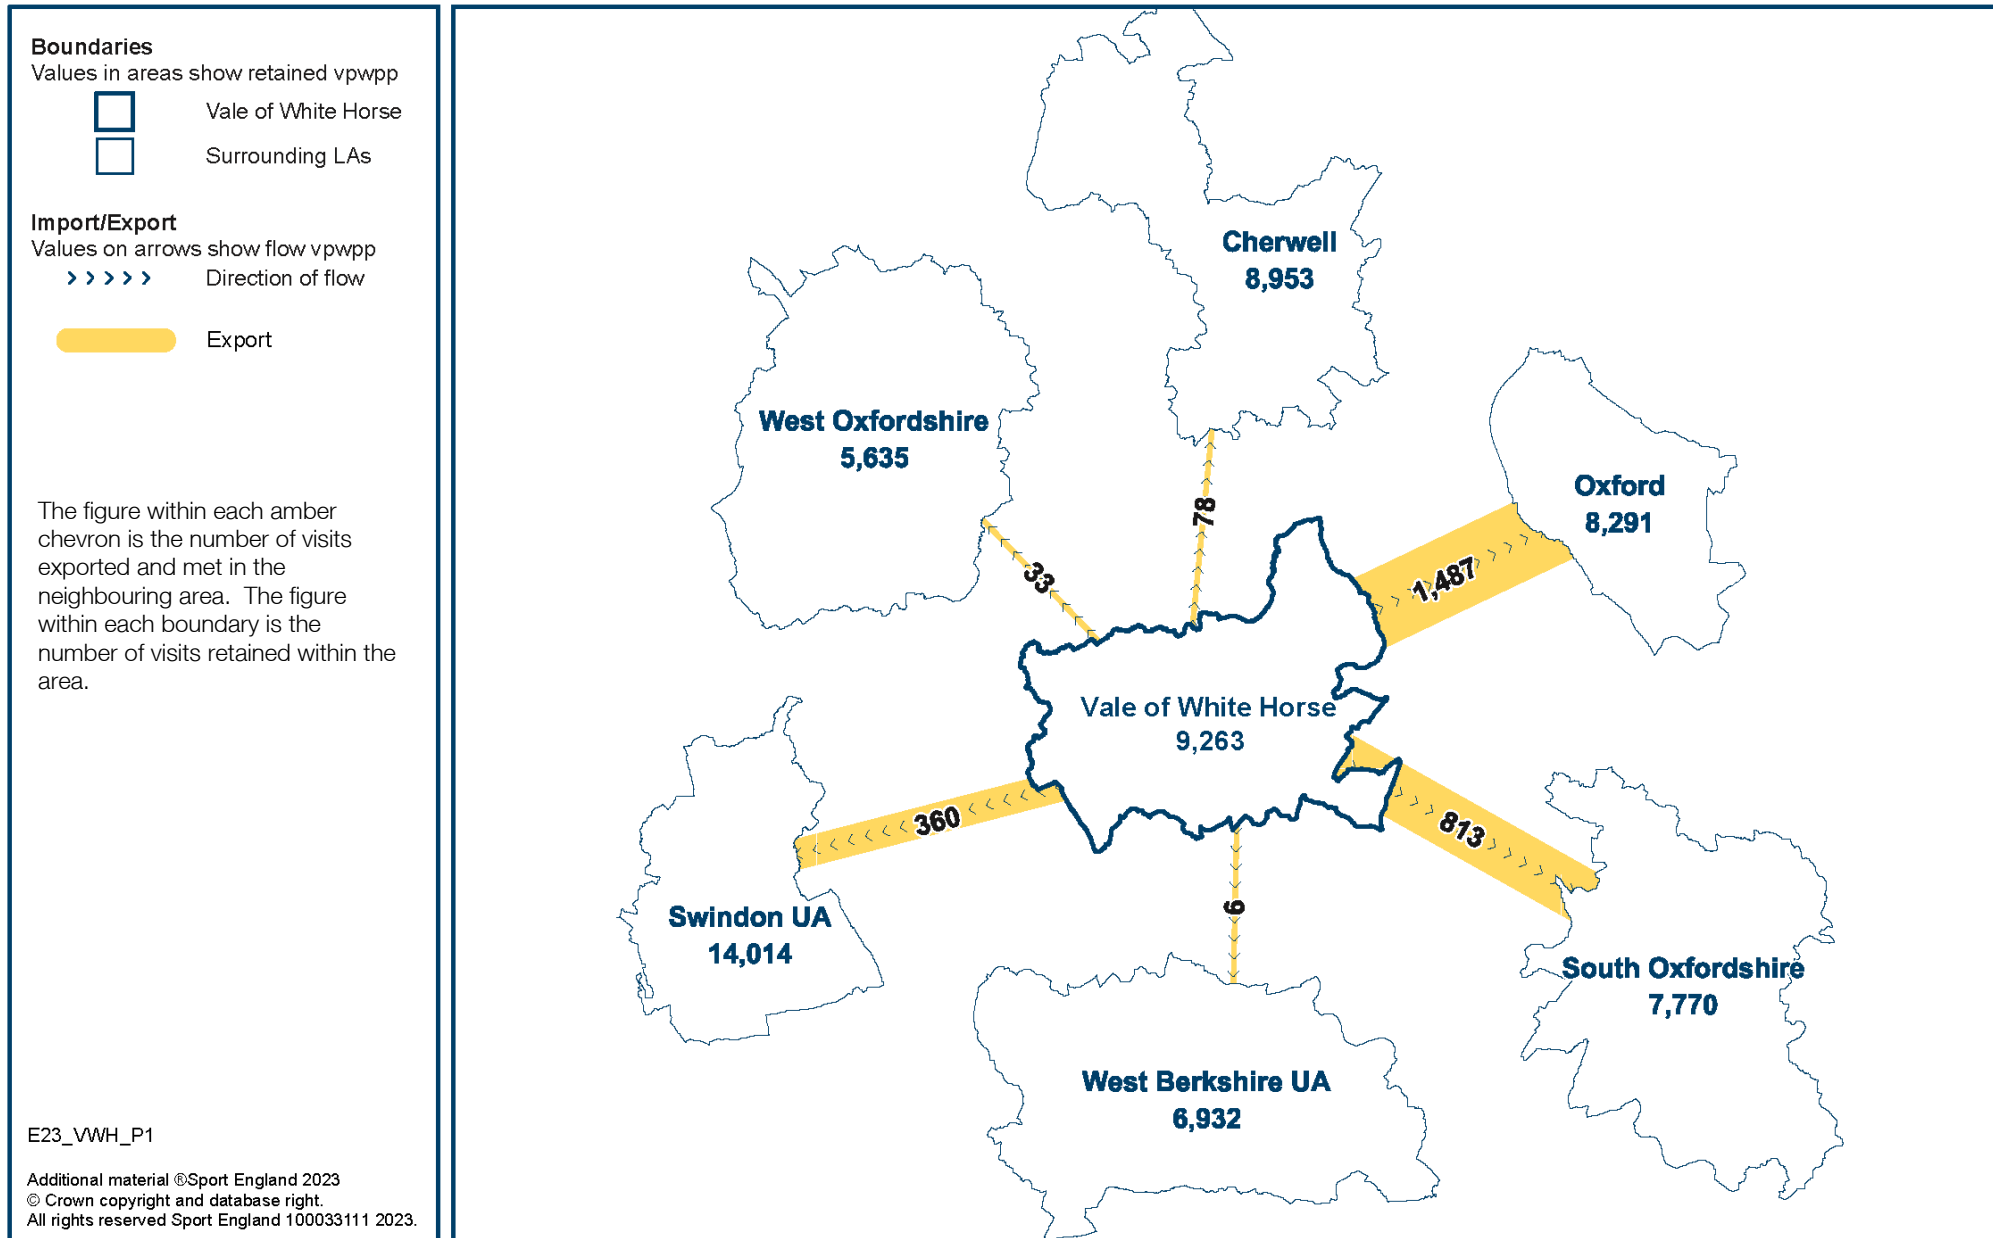 Boundaries
Values in areas show retained vpwpp
Vale of White Horse
Surrounding LAs
Import/Export
Values on arrows show flow vpwpp
Direction of flow
Export
The figure within each amber
chevron is the number of visits
exported and met in the
neighbouring area.  The figure
within each boundary is the
number of visits retained within the
area.
E23_VWH_P1
Additional material ®Sport England 2023
© Crown copyright and database right.
All rights reserved Sport England 100033111 2023.
Cherwell
8,953
West Oxfordshire
5,635
Oxford
8,291
78
33
1,487
Vale of White Horse
9,263
360
813
6
Swindon UA
14,014
South Oxfordshire
7,770
West Berkshire UA
6,932